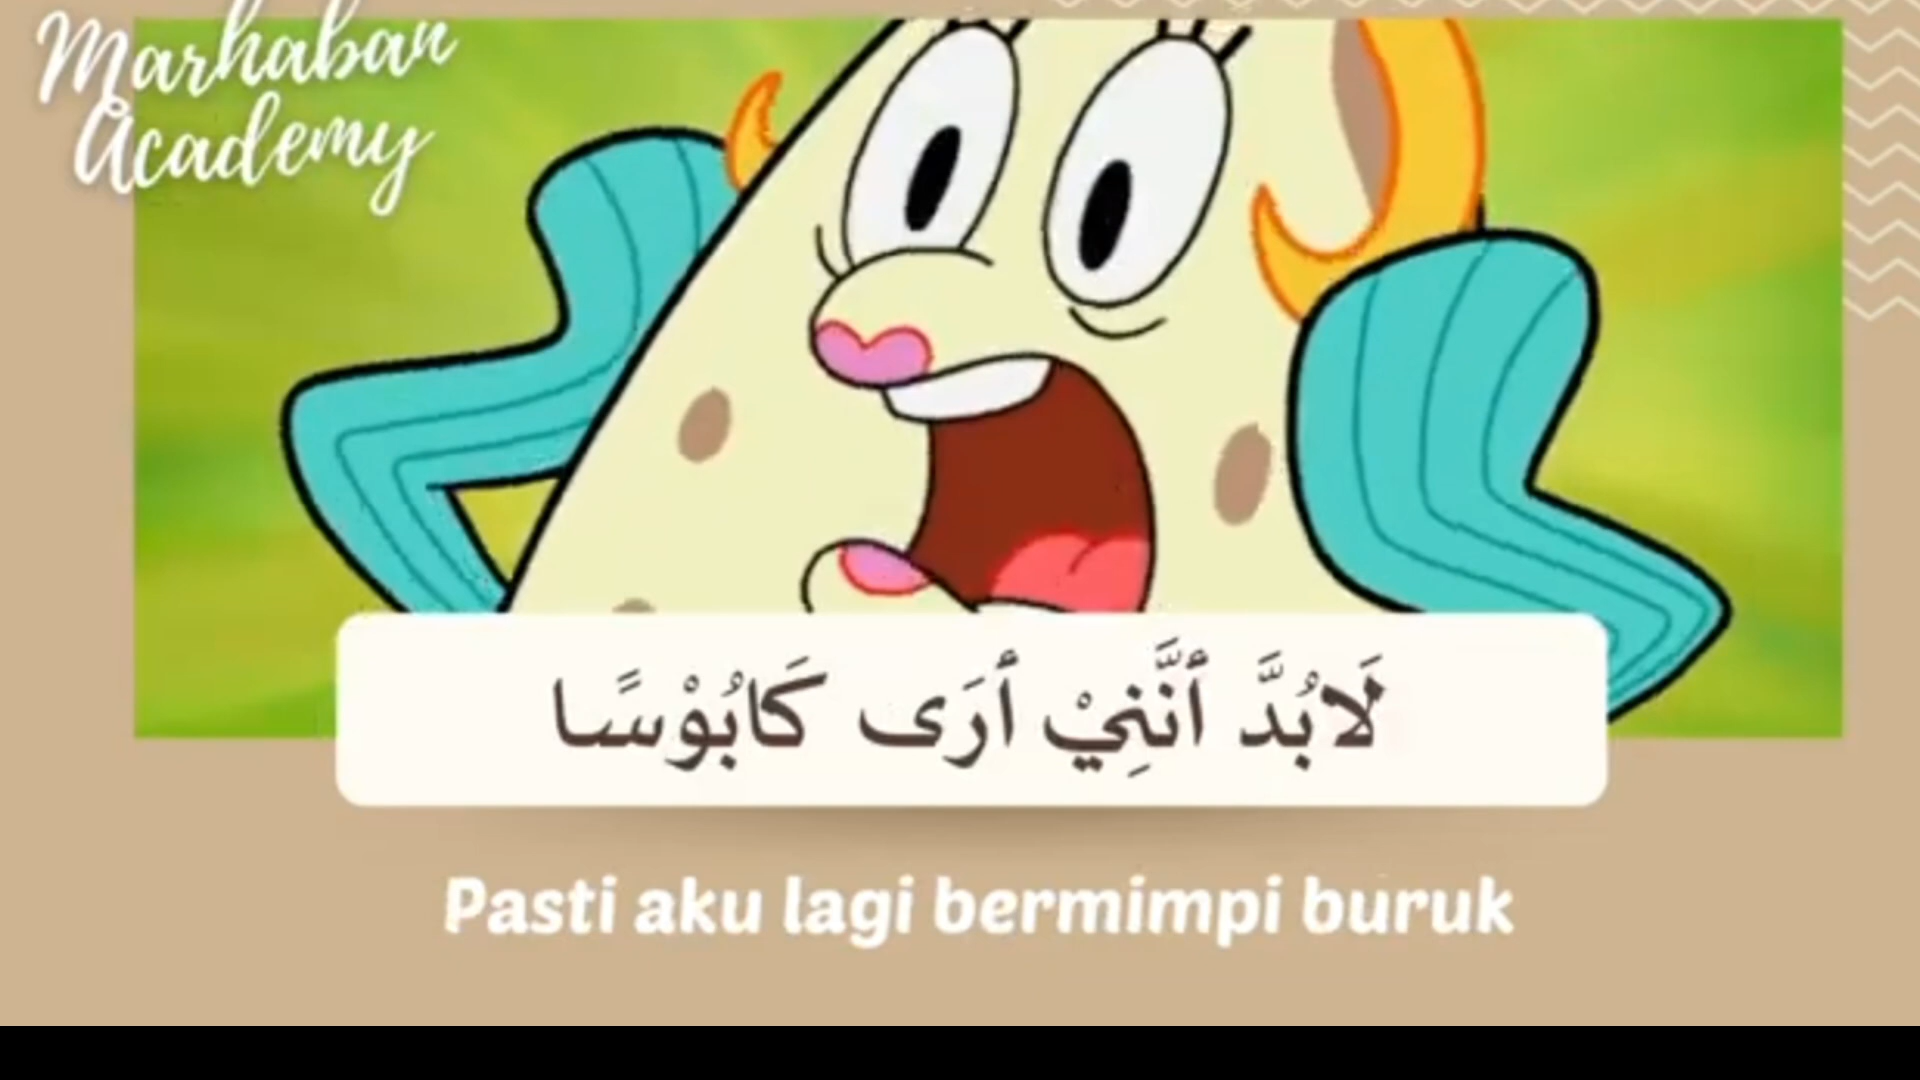 Marhaban
Academy
لَابُدَّ أَنَّنِيْ أَرَى كَابُوْسًا
Pasti aku lagi bermimpi buruk